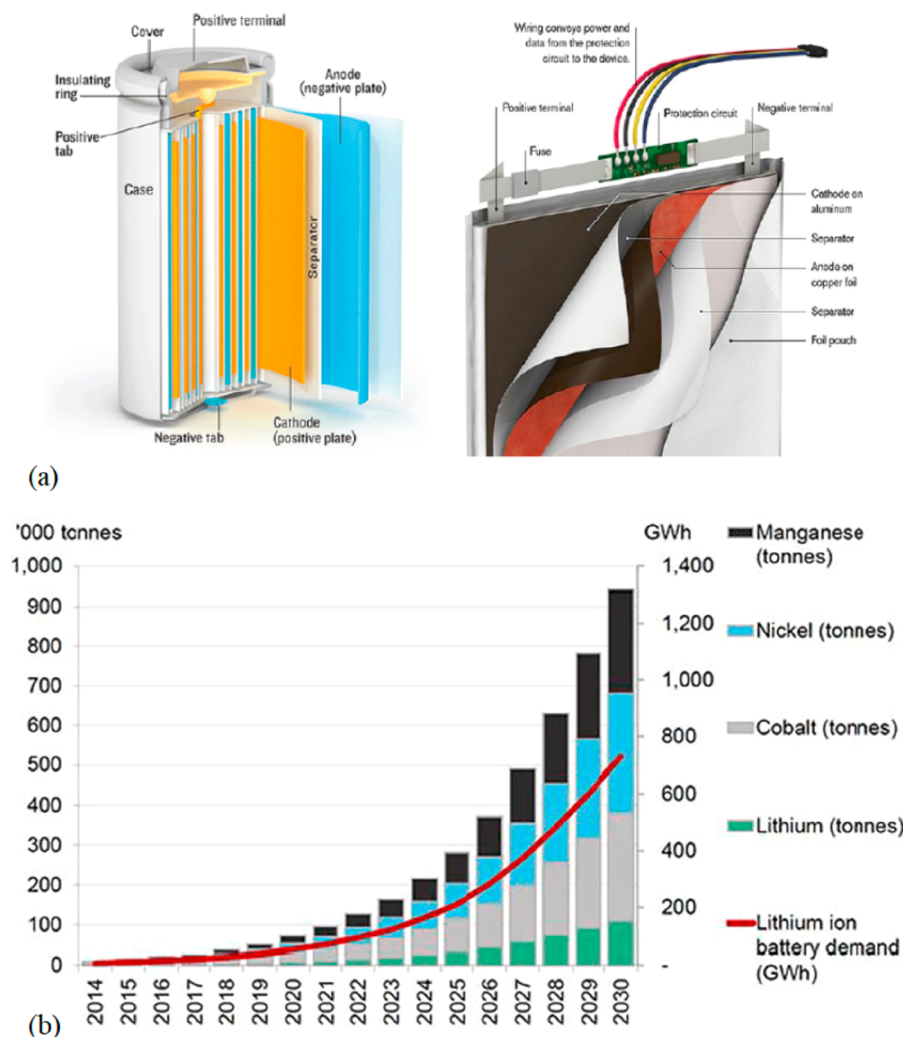 Positive terminal
Cover
Insulating
ring
Positive
tab
Case
Anode
(negative plate)
Separator
Cathode
(positive plate)
Negative tab
Wiring conveys power and
data from the protection
circuit to the device.
Positive terminal
Negative terminal
Protection circuit
Fuse
Cathode on
aluminum
Separator
Anode on
copper foil
Separator
Foil pouch
(a)
'000 tonnes
GWh
1,000
900
800
700
600
500
400
300
200
100
0
1,400
1,200
1,000
800
600
400
200
-
2014
2015
2016
2017
2018
2019
2020
2021
2022
2023
2024
2025
2026
2027
2028
2029
2030
Manganese
(tonnes)
Nickel (tonnes)
Cobalt (tonnes)
Lithium (tonnes)
Lithium ion
battery demand
(GWh)
(b)